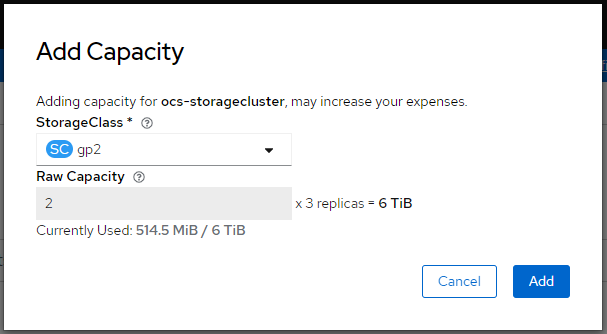 Add Capacity
Adding capacity for ocs-storagecluster, may increase your expenses.
StorageClass *
SC gp2
Raw Capacity
2 x 3 replicas = 6 TiB
Currently Used: 514.5 MiB / 6 TiB
Cancel Add